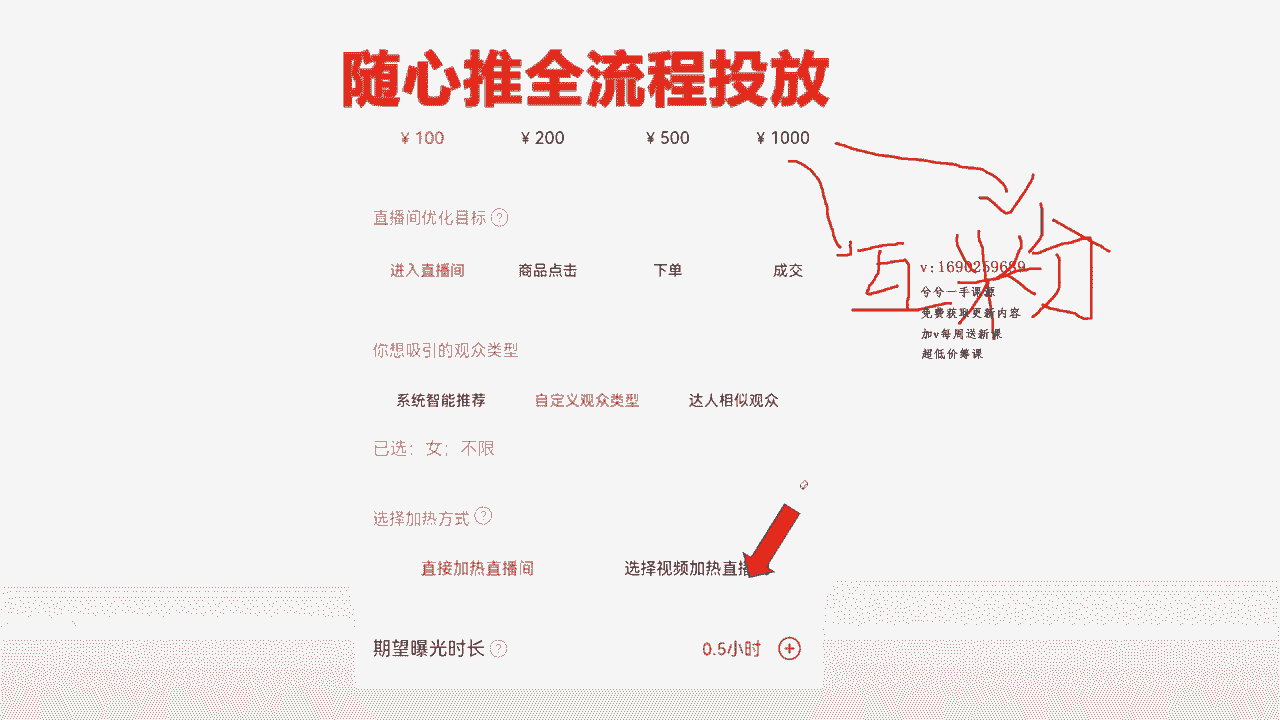 随心推全流程投放
¥ 100 ¥ 200 ¥ 500 ¥ 1000
直播间优化目标 ?
进入直播间 商品点击 下单 成交
v:1690259689
兮兮一手课源
免费获取更新内容
加v每周送新课
超低价筹课
你想吸引的观众类型
系统智能推荐 自定义观众类型 达人相似观众
已选：女；不限
选择加热方式 ?
直接加热直播间 选择视频加热直播
期望曝光时长 ? 0.5小时 +